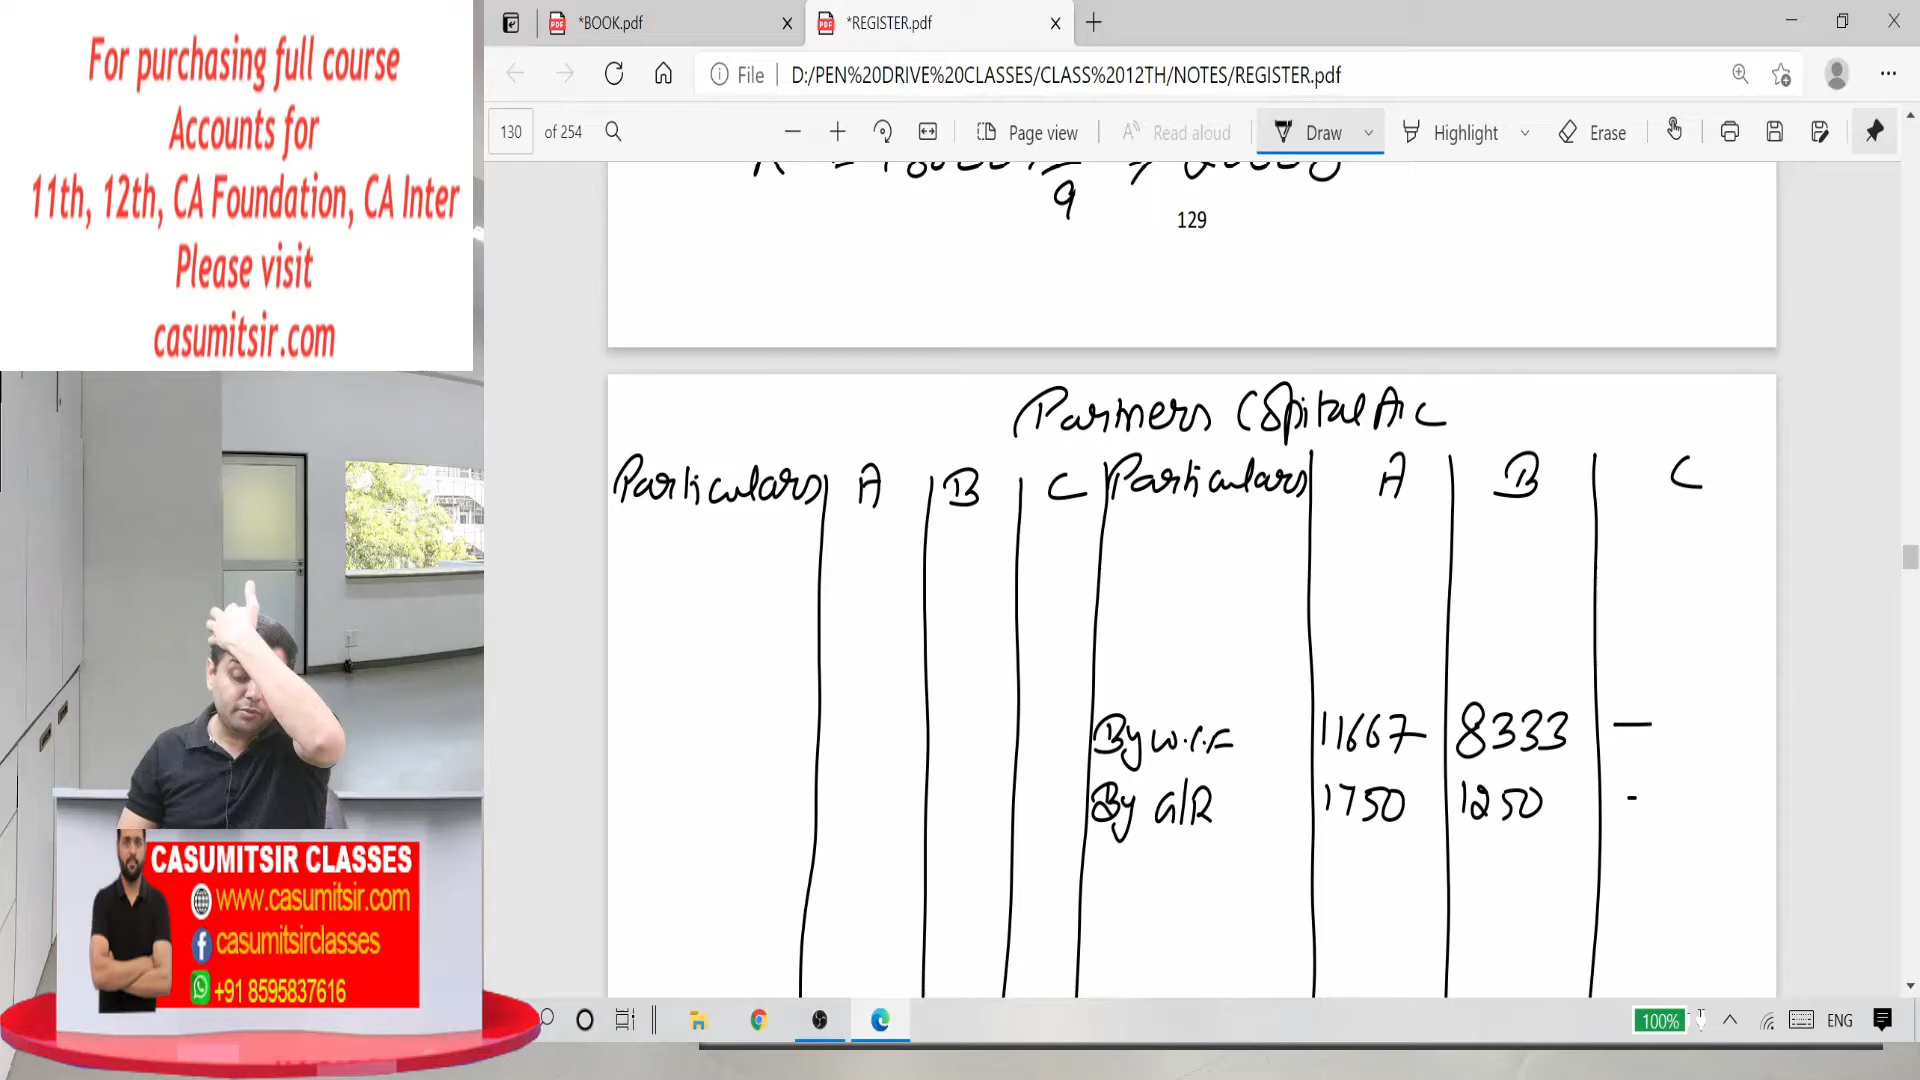 For purchasing full course
Accounts for
11th, 12th, CA Foundation, CA Inter
Please visit
casumitsir.com
*BOOK.pdf
*REGISTER.pdf
File
D:/PEN%20DRIVE%20CLASSES/CLASS%2012TH/NOTES/REGISTER.pdf
130 of 254
Page view
Read aloud
Draw
Highlight
Erase
9
129
Partners Capital A/c
Particulars A B C Particulars A B C
By W.C.F 11667 8333 —
By G/R 1750 1250 -
CASUMITSIR CLASSES
www.casumitsir.com
casumitsirclasses
+91 8595837616
100%
ENG